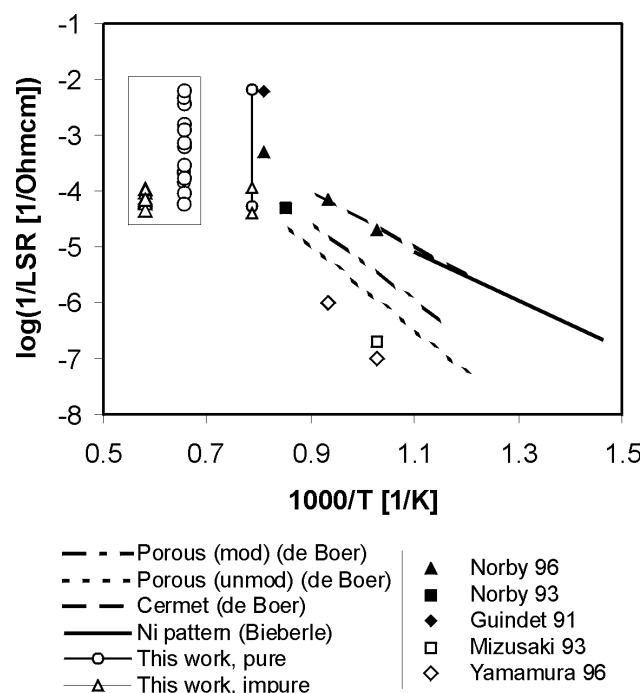 log(1/LSR [1/Ohmcm])
-1
-2
-3
-4
-5
-6
-7
-8
0.5 0.7 0.9 1.1 1.3 1.5
1000/T [1/K]
Porous (mod) (de Boer)
Porous (unmod) (de Boer)
Cermet (de Boer)
Ni pattern (Bieberle)
This work, pure
This work, impure
Norby 96
Norby 93
Guindet 91
Mizusaki 93
Yamamura 96